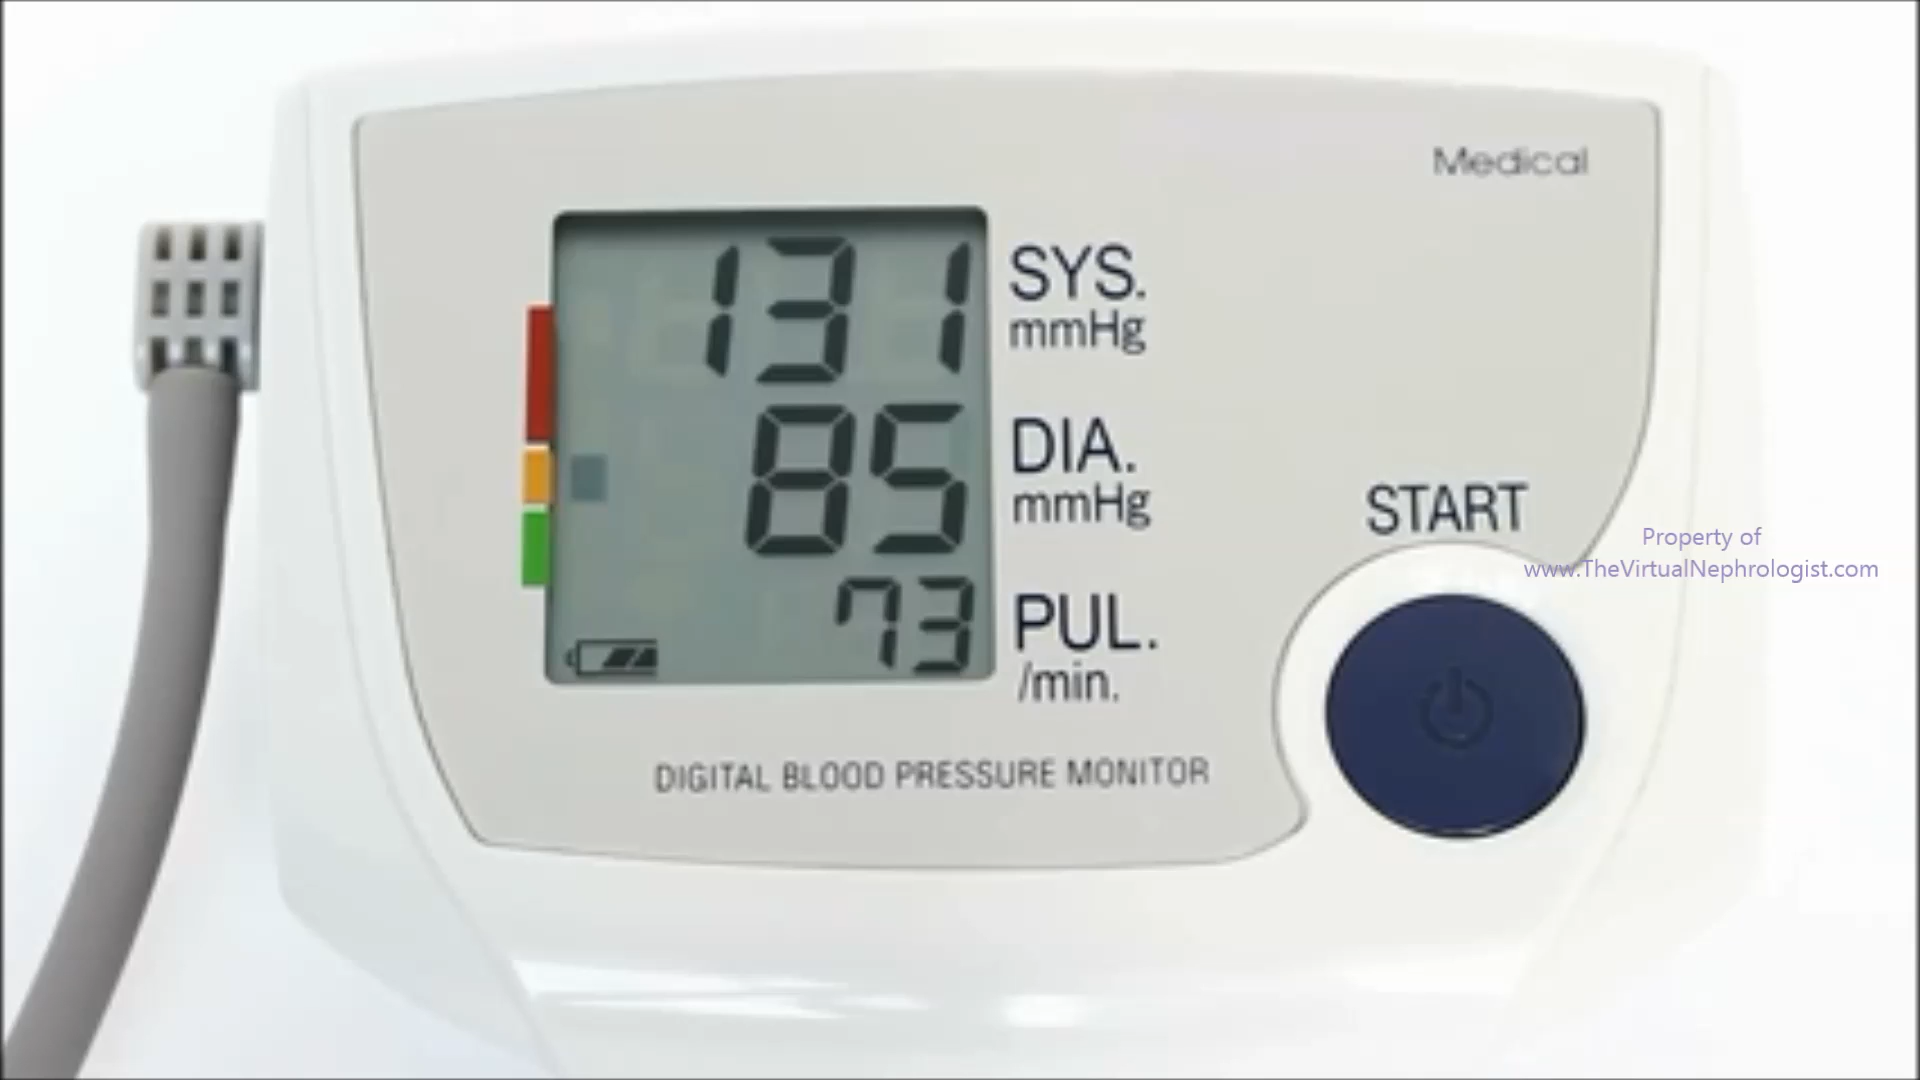 Medical
131
SYS.
mmHg
85
DIA.
mmHg
START
Property of
www.TheVirtualNephrologist.com
73
PUL.
/min.
DIGITAL BLOOD PRESSURE MONITOR